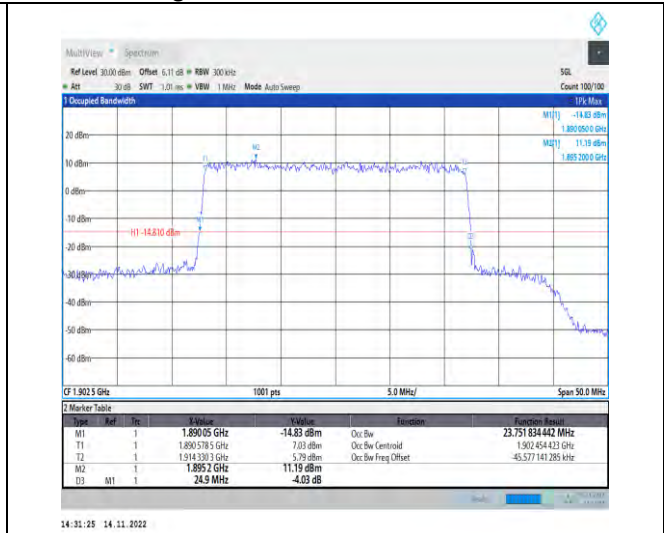 MultiView Spectrum
Ref Level 30.00 dBm Offset 6.11 dB RBW 300 kHz SGL
Att 30 dB SWT 1.01 ms VBW 1 MHz Mode Auto Sweep Count 100/100
1 Occupied Bandwidth 1Pk Max
M1[1] -14.83 dBm
1.890 050 0 GHz
M2[1] 11.19 dBm
1.895 200 0 GHz
20 dBm
M2
10 dBm
0 dBm
-10 dBm
H1 -14.810 dBm
-20 dBm
-30 dBm
-40 dBm
-50 dBm
-60 dBm
CF 1.902 5 GHz 1001 pts 5.0 MHz/ Span 50.0 MHz
2 Marker Table
Type Ref Trc X-Value Y-Value Function Function Result
M1 1 1.890 05 GHz -14.83 dBm Occ Bw 23.751 834 442 MHz
T1 1 1.890 578 5 GHz 7.03 dBm Occ Bw Centroid 1.902 454 423 GHz
T2 1 1.914 330 3 GHz 5.79 dBm Occ Bw Freq Offset -45.577 141 285 kHz
M2 1 1.895 2 GHz 11.19 dBm
D3 M1 1 24.9 MHz -4.03 dB
14:31:25 14.11.2022